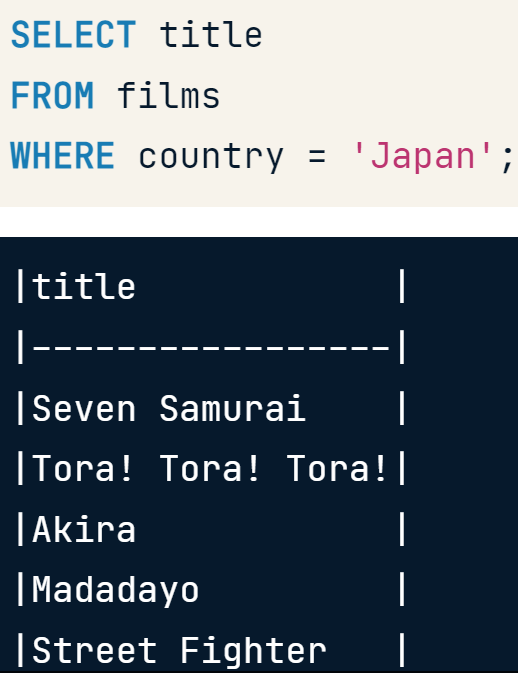 SELECT title
FROM films
WHERE country = 'Japan';
|title            |
|-----------------|
|Seven Samurai    |
|Tora! Tora! Tora!|
|Akira            |
|Madadayo         |
|Street Fighter   |